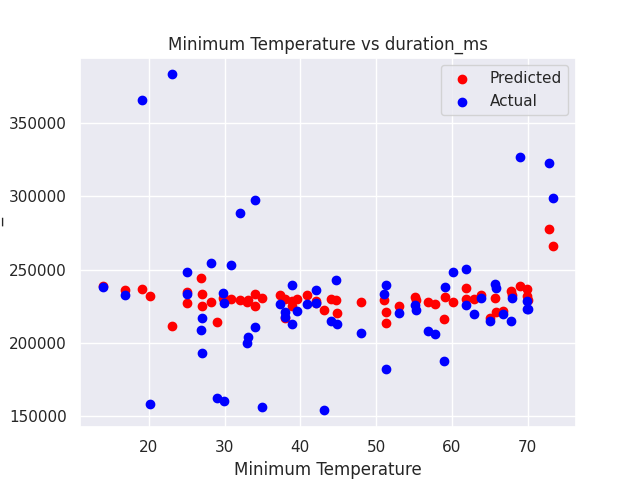 Minimum Temperature vs duration_ms
Predicted
Actual
350000
300000
250000
200000
150000
20 30 40 50 60 70
Minimum Temperature